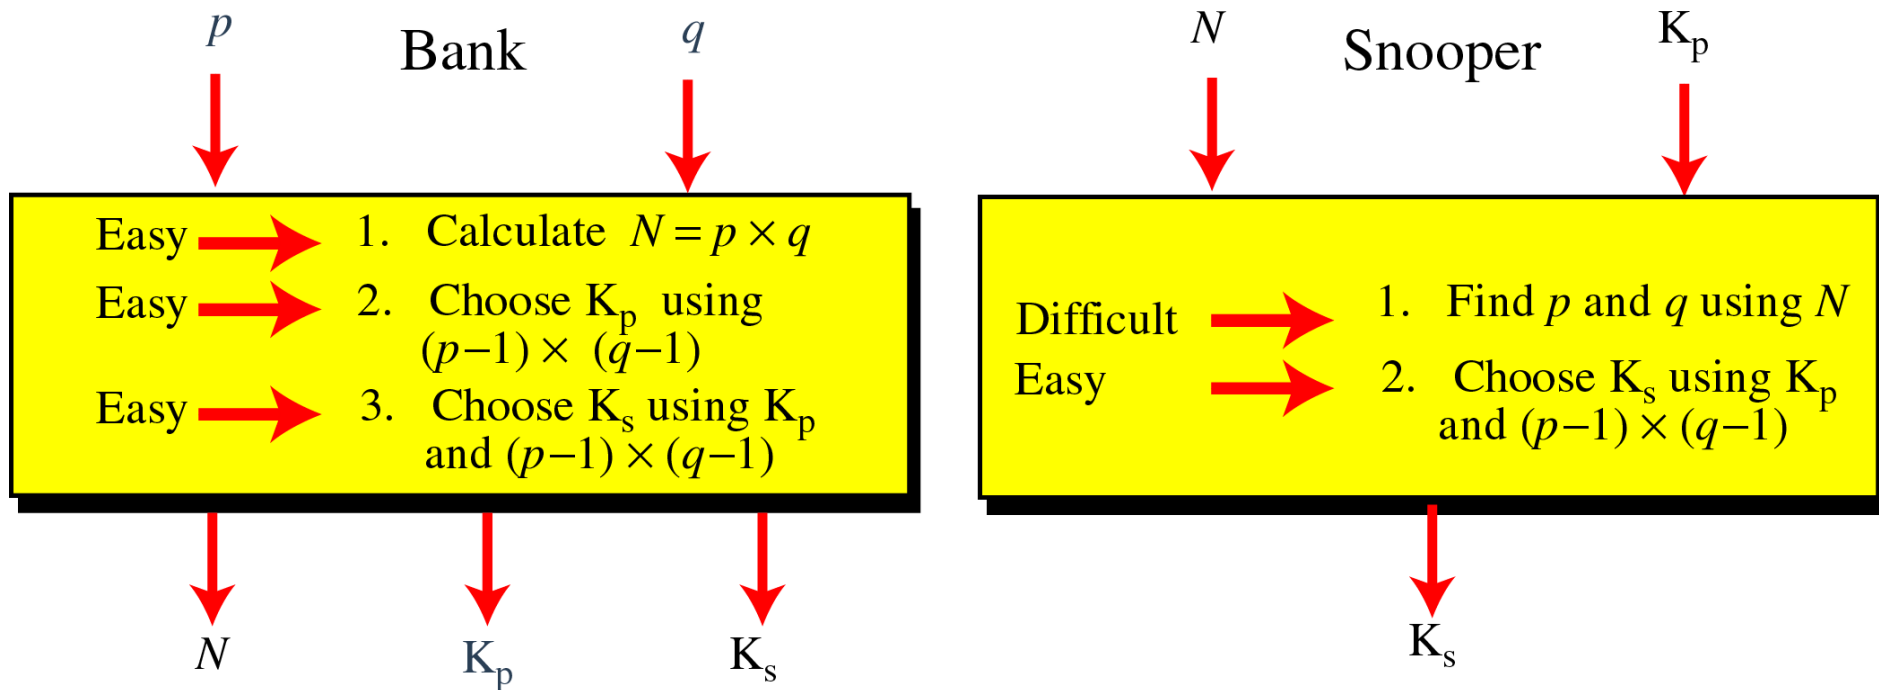 p Bank q
Easy 1. Calculate N = p × q
Easy 2. Choose Kp using
(p−1) × (q−1)
Easy 3. Choose Ks using Kp
and (p−1) × (q−1)
N Kp Ks
N Snooper Kp
Difficult 1. Find p and q using N
Easy 2. Choose Ks using Kp
and (p−1) × (q−1)
Ks